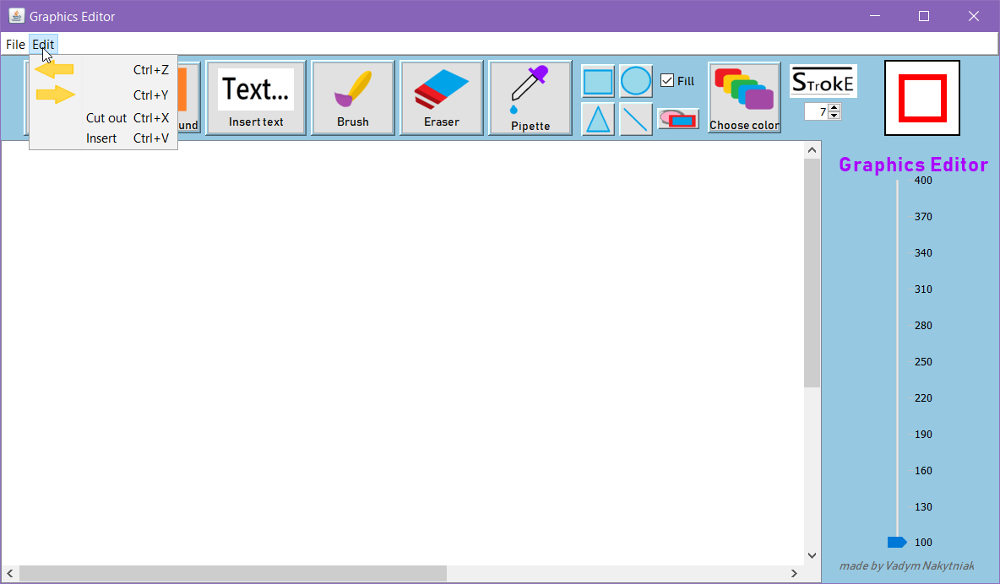 Graphics Editor
File Edit
Ctrl+Z
Ctrl+Y
Cut out Ctrl+X
Insert Ctrl+V
und
Text...
Insert text
Brush
Eraser
Pipette
Fill
Choose color
STROKE
7
Graphics Editor
400
370
340
310
280
250
220
190
160
130
100
made by Vadym Nakytniak